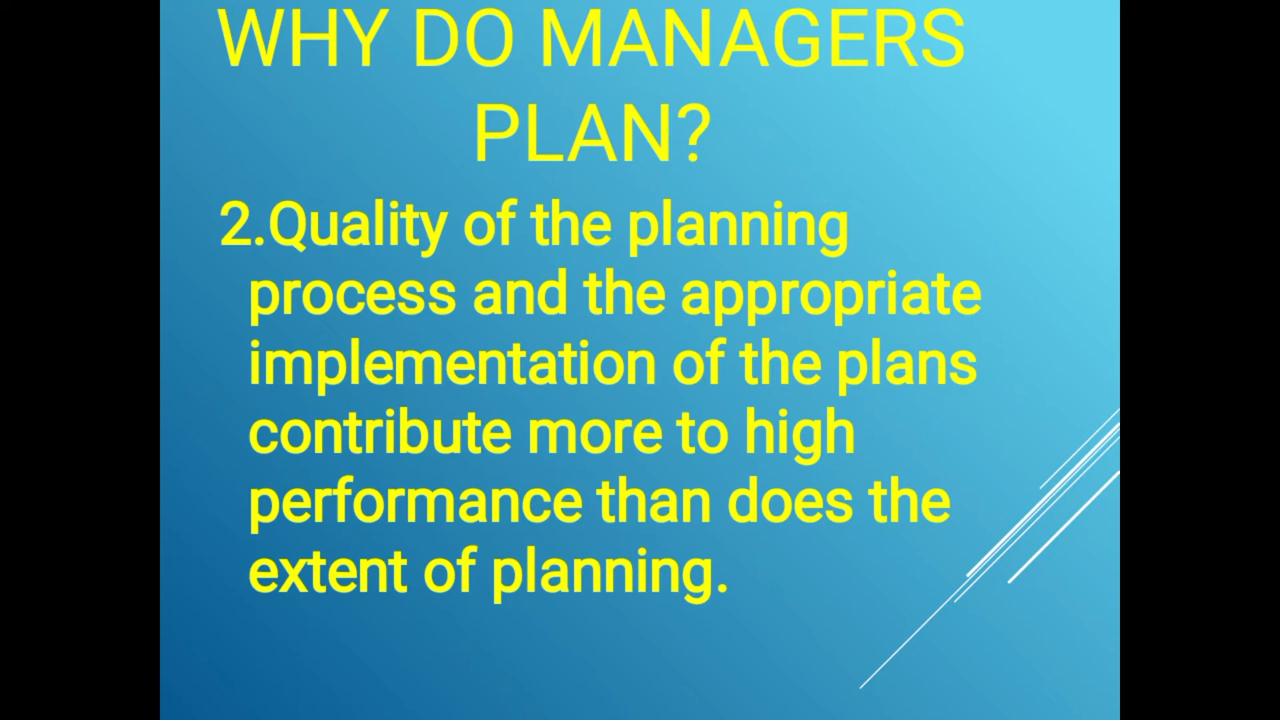 WHY DO MANAGERS
PLAN?
2.Quality of the planning
process and the appropriate
implementation of the plans
contribute more to high
performance than does the
extent of planning.